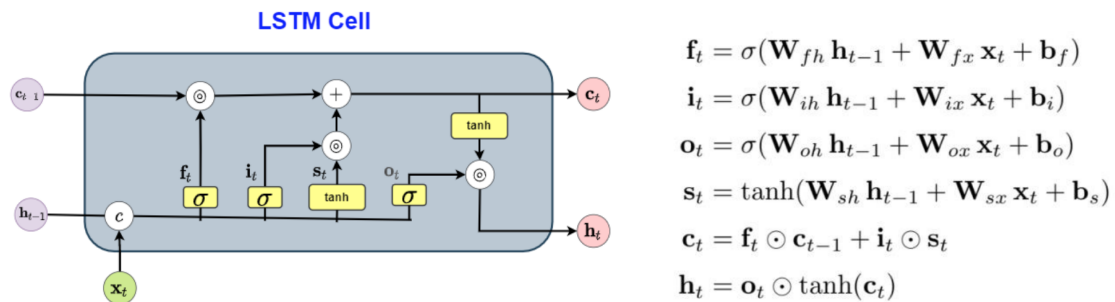 LSTM Cell
c_{t-1}
c_t
tanh
f_t
i_t
s_t
o_t
σ
σ
tanh
σ
h_{t-1}
c
h_t
x_t
+
f_t = σ(W_{fh} h_{t-1} + W_{fx} x_t + b_f)
i_t = σ(W_{ih} h_{t-1} + W_{ix} x_t + b_i)
o_t = σ(W_{oh} h_{t-1} + W_{ox} x_t + b_o)
s_t = tanh(W_{sh} h_{t-1} + W_{sx} x_t + b_s)
c_t = f_t ⊙ c_{t-1} + i_t ⊙ s_t
h_t = o_t ⊙ tanh(c_t)